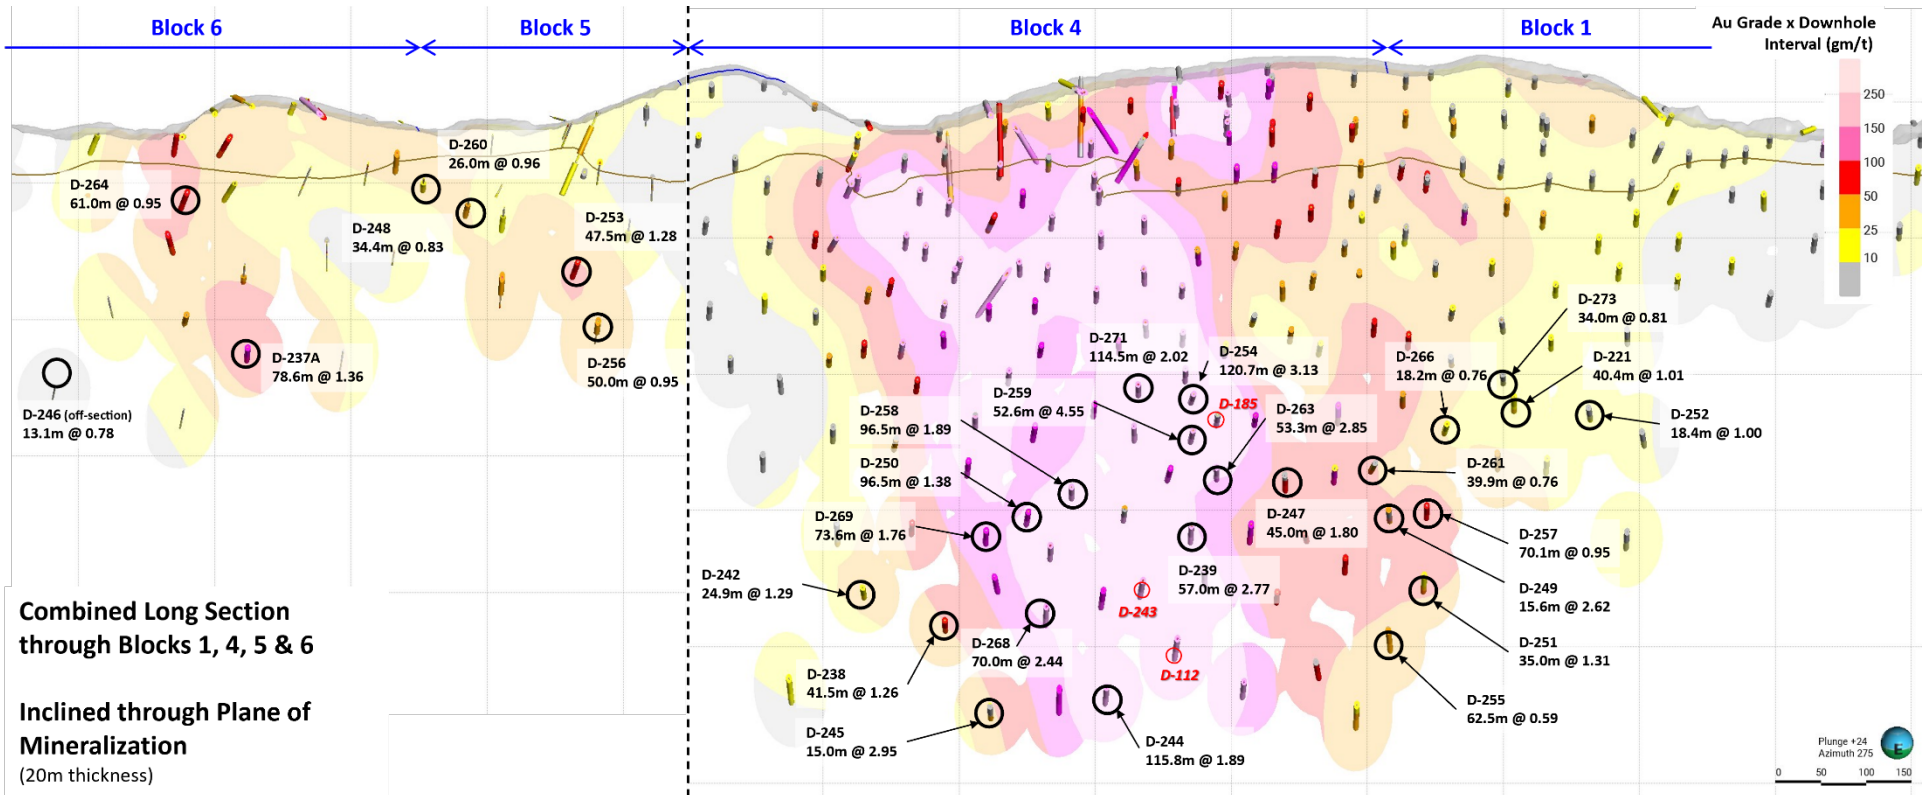 Block 6
Block 5
Block 4
Block 1
Au Grade x Downhole
Interval (gm/t)
250
150
100
50
25
10
D-260
26.0m @ 0.96
D-264
61.0m @ 0.95
D-248
34.4m @ 0.83
D-253
47.5m @ 1.28
D-237A
78.6m @ 1.36
D-256
50.0m @ 0.95
D-246 (off-section)
13.1m @ 0.78
D-273
34.0m @ 0.81
D-271
114.5m @ 2.02
D-254
120.7m @ 3.13
D-266
18.2m @ 0.76
D-221
40.4m @ 1.01
D-259
52.6m @ 4.55
D-185
D-258
96.5m @ 1.89
D-263
53.3m @ 2.85
D-252
18.4m @ 1.00
D-250
96.5m @ 1.38
D-261
39.9m @ 0.76
D-269
73.6m @ 1.76
D-247
45.0m @ 1.80
D-257
70.1m @ 0.95
D-242
24.9m @ 1.29
D-239
57.0m @ 2.77
D-249
15.6m @ 2.62
D-243
D-268
70.0m @ 2.44
D-251
35.0m @ 1.31
D-238
41.5m @ 1.26
D-112
D-255
62.5m @ 0.59
D-245
15.0m @ 2.95
D-244
115.8m @ 1.89
Combined Long Section
through Blocks 1, 4, 5 & 6
Inclined through Plane of
Mineralization
(20m thickness)
Plunge +24
Azimuth 275
E
0 50 100 150